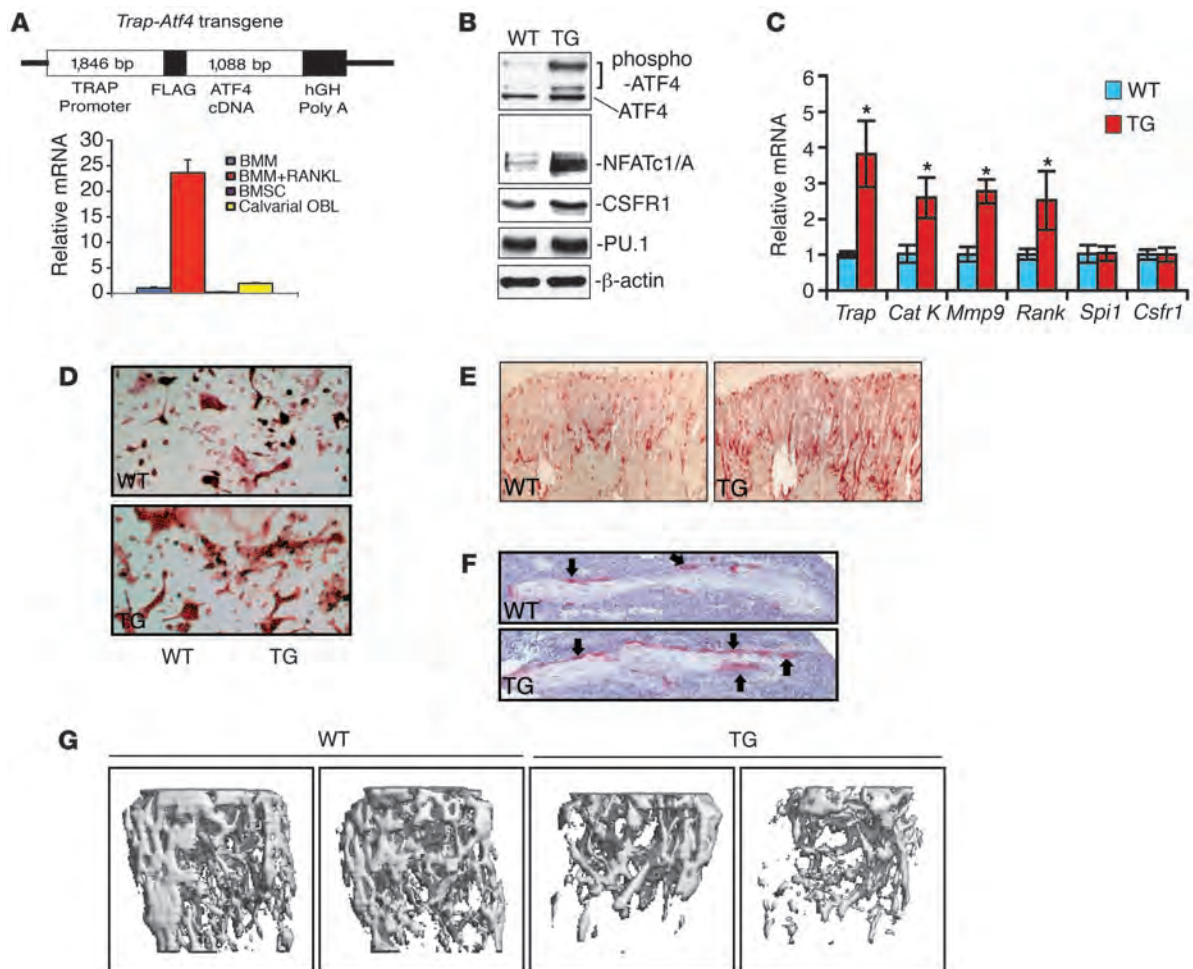 A
Trap-Atf4 transgene
1,846 bp
1,088 bp
TRAP Promoter
FLAG
ATF4 cDNA
hGH Poly A
Relative mRNA
30
25
20
15
10
5
0
BMM
BMM+RANKL
BMSC
Calvarial OBL
B
WT TG
phospho
-ATF4
ATF4
-NFATc1/A
-CSFR1
-PU.1
-β-actin
C
Relative mRNA
6
5
4
3
2
1
0
WT
TG
*
*
*
*
Trap Cat K Mmp9 Rank Spi1 Csfr1
D
WT
TG
WT TG
E
WT
TG
F
WT
TG
G
WT
TG